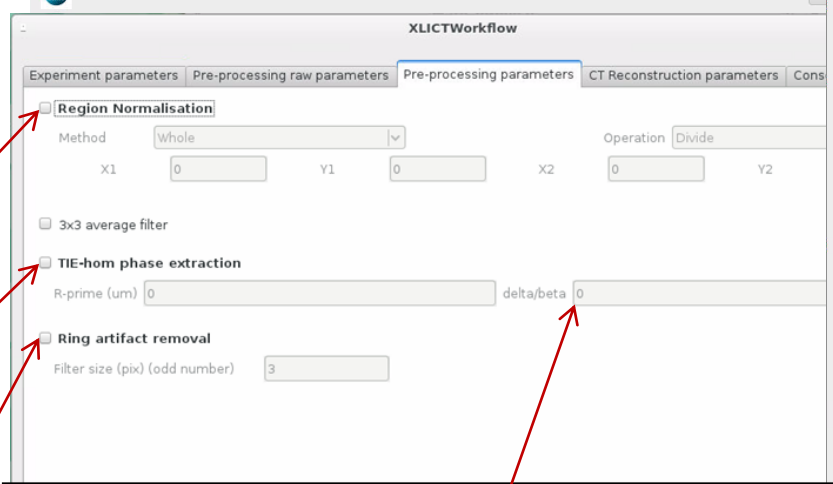 XLICTWorkflow
Experiment parameters Pre-processing raw parameters Pre-processing parameters CT Reconstruction parameters Cons
Region Normalisation
Method Whole Operation Divide
X1 0 Y1 0 X2 0 Y2
3x3 average filter
TIE-hom phase extraction
R-prime (um) 0 delta/beta 0
Ring artifact removal
Filter size (pix) (odd number) 3